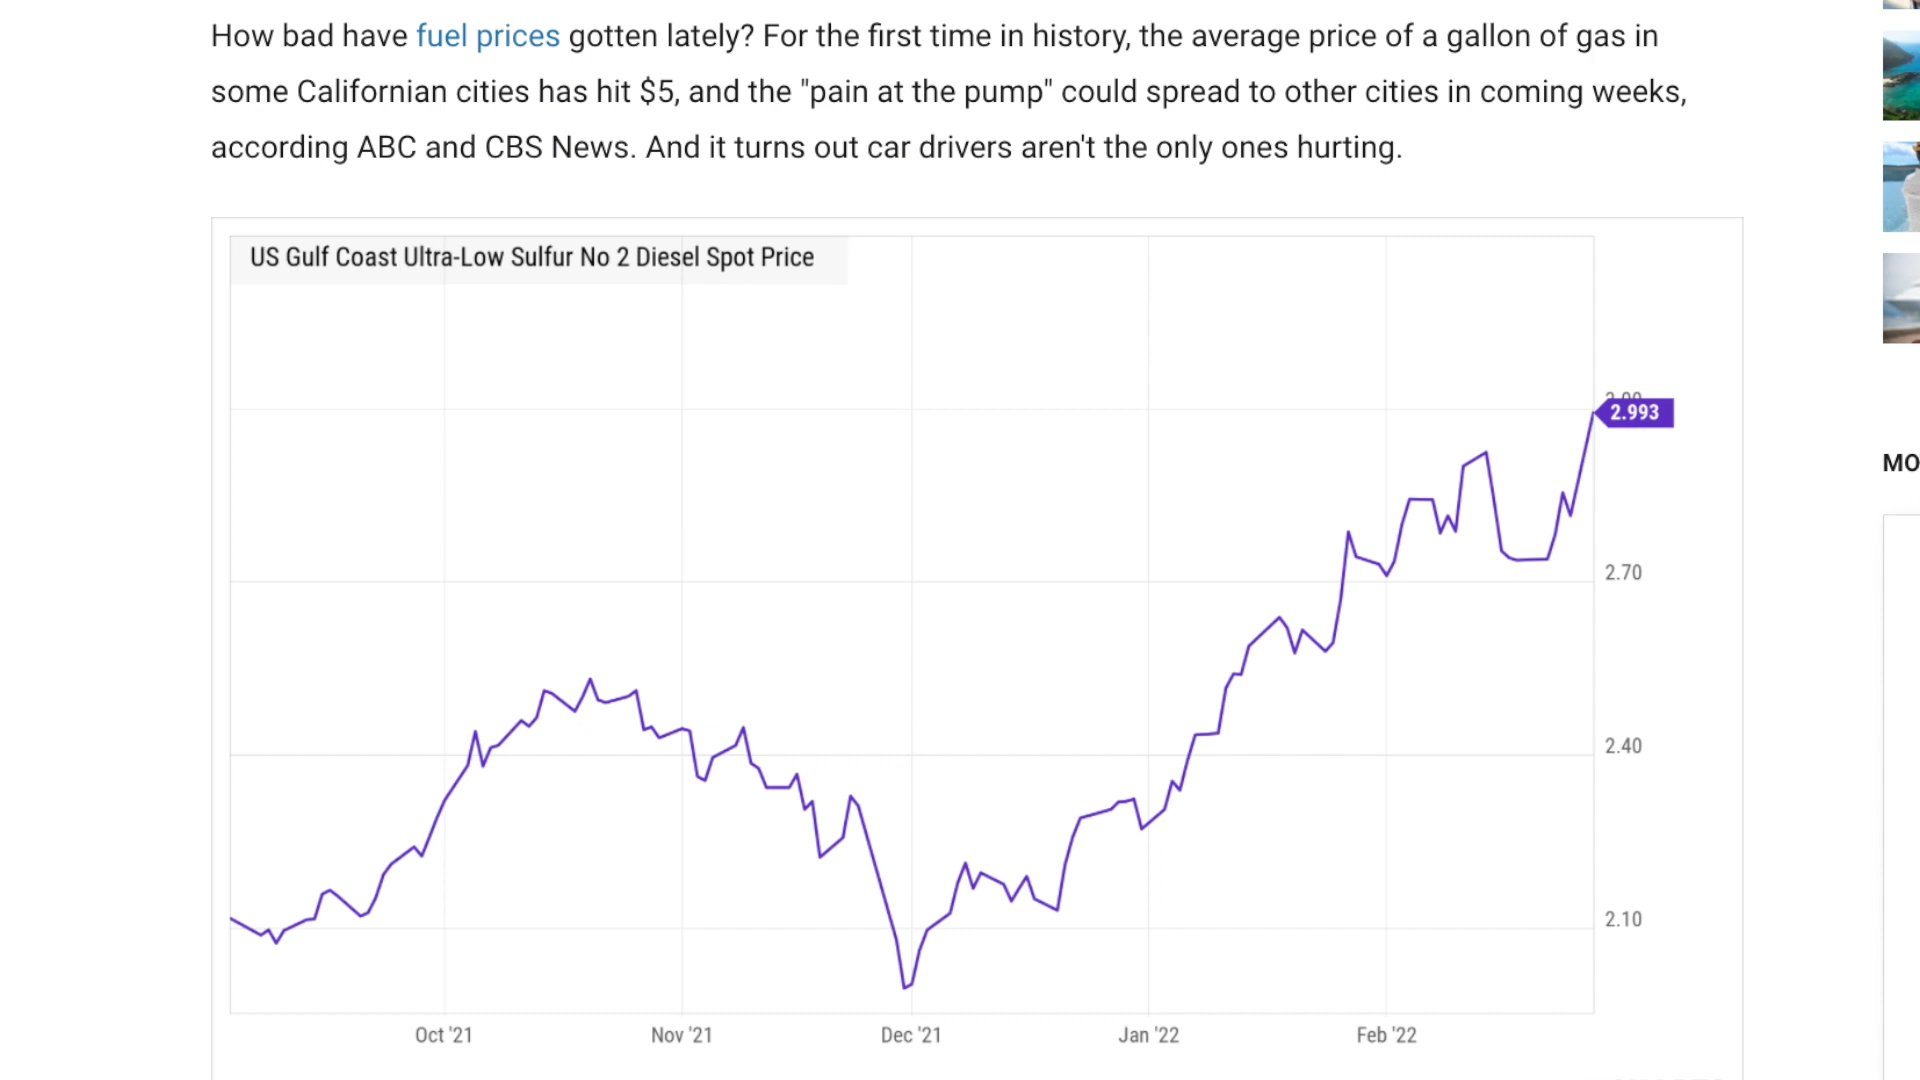 How bad have fuel prices gotten lately? For the first time in history, the average price of a gallon of gas in
some Californian cities has hit $5, and the "pain at the pump" could spread to other cities in coming weeks,
according ABC and CBS News. And it turns out car drivers aren't the only ones hurting.
US Gulf Coast Ultra-Low Sulfur No 2 Diesel Spot Price
2.993
MO
2.70
2.40
2.10
Oct '21
Nov '21
Dec '21
Jan '22
Feb '22